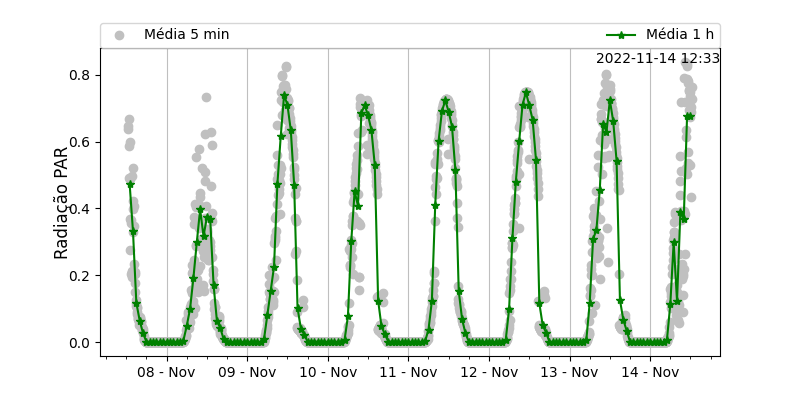 Média 5 min
Média 1 h
2022-11-14 12:33
Radiação PAR
0.8
0.6
0.4
0.2
0.0
08 - Nov
09 - Nov
10 - Nov
11 - Nov
12 - Nov
13 - Nov
14 - Nov